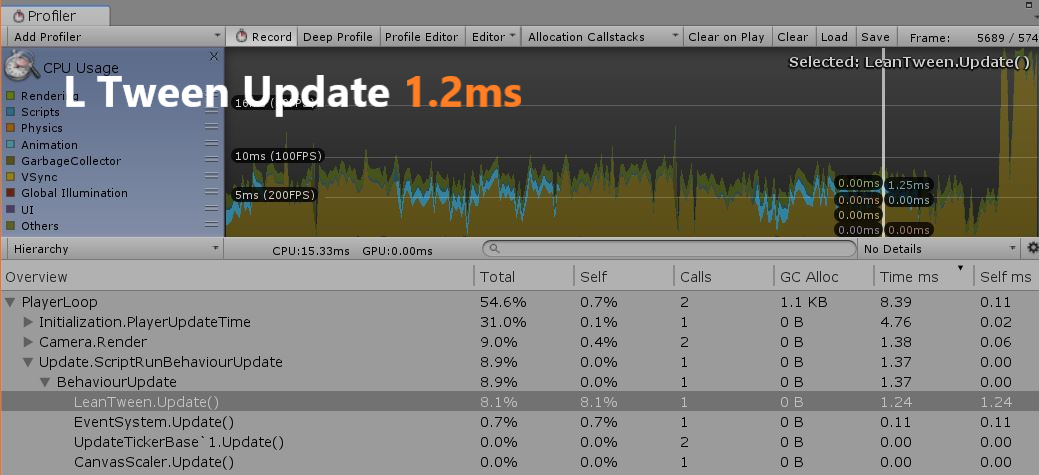 Profiler
Add Profiler Record Deep Profile Profile Editor Editor Allocation Callstacks Clear on Play Clear Load Save Frame: 5689 / 574
CPU Usage X
Selected: LeanTween.Update()
L Tween Update 1.2ms
Rendering
Scripts
Physics
Animation
GarbageCollector
VSync
Global Illumination
UI
Others
10ms (100FPS)
5ms (200FPS)
0.00ms 1.25ms
0.00ms 0.00ms
0.00ms
0.00ms 0.00ms
Hierarchy CPU:15.33ms GPU:0.00ms No Details
Overview Total Self Calls GC Alloc Time ms Self ms
PlayerLoop 54.6% 0.7% 2 1.1 KB 8.39 0.11
Initialization.PlayerUpdateTime 31.0% 0.1% 1 0 B 4.76 0.02
Camera.Render 9.0% 0.4% 2 0 B 1.38 0.06
Update.ScriptRunBehaviourUpdate 8.9% 0.0% 1 0 B 1.37 0.00
BehaviourUpdate 8.9% 0.0% 1 0 B 1.37 0.00
LeanTween.Update() 8.1% 8.1% 1 0 B 1.24 1.24
EventSystem.Update() 0.7% 0.7% 1 0 B 0.11 0.11
UpdateTickerBase`1.Update() 0.0% 0.0% 2 0 B 0.00 0.00
CanvasScaler.Update() 0.0% 0.0% 1 0 B 0.00 0.00